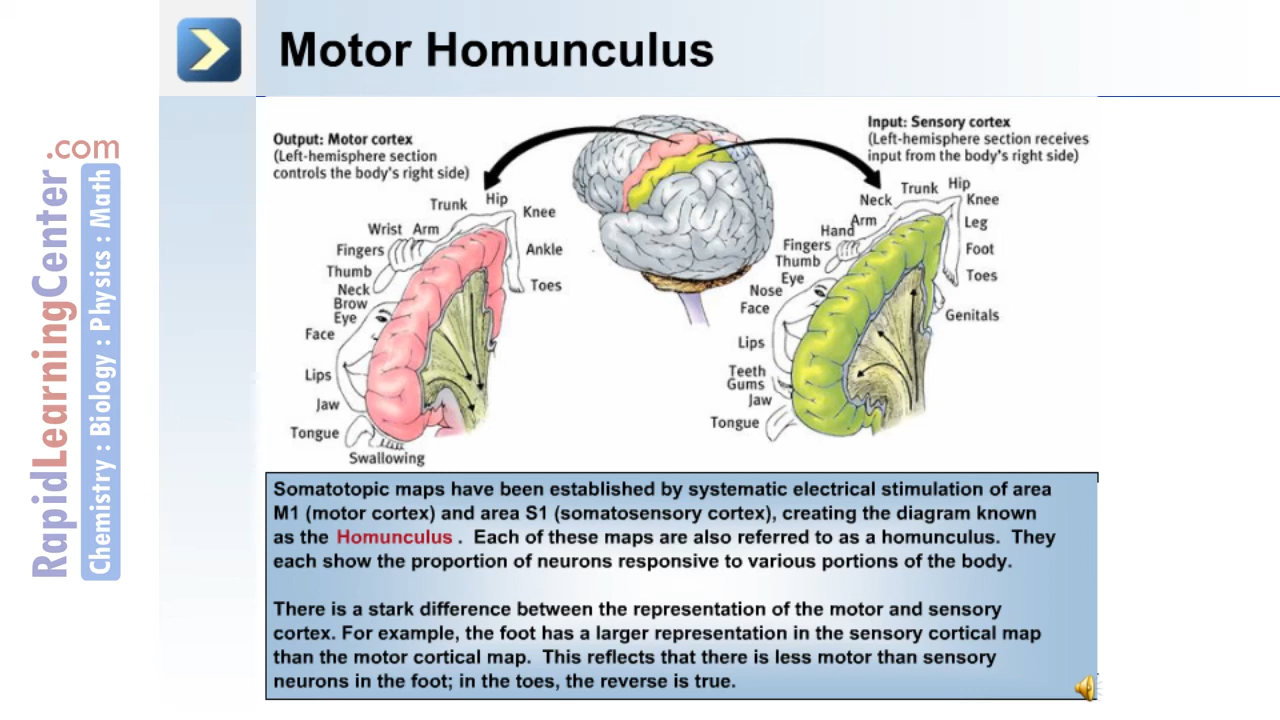 Motor Homunculus
RapidLearningCenter.com
Chemistry : Biology : Physics : Math
Output: Motor cortex
(Left-hemisphere section
controls the body's right side)
Trunk
Hip
Knee
Wrist
Arm
Fingers
Ankle
Thumb
Toes
Neck
Brow
Eye
Face
Lips
Jaw
Tongue
Swallowing
Input: Sensory cortex
(Left-hemisphere section receives
input from the body's right side)
Trunk
Hip
Neck
Knee
Arm
Leg
Hand
Fingers
Foot
Thumb
Toes
Eye
Nose
Face
Genitals
Lips
Teeth
Gums
Jaw
Tongue
Somatotopic maps have been established by systematic electrical stimulation of area
M1 (motor cortex) and area S1 (somatosensory cortex), creating the diagram known
as the Homunculus . Each of these maps are also referred to as a homunculus. They
each show the proportion of neurons responsive to various portions of the body.
There is a stark difference between the representation of the motor and sensory
cortex. For example, the foot has a larger representation in the sensory cortical map
than the motor cortical map. This reflects that there is less motor than sensory
neurons in the foot; in the toes, the reverse is true.